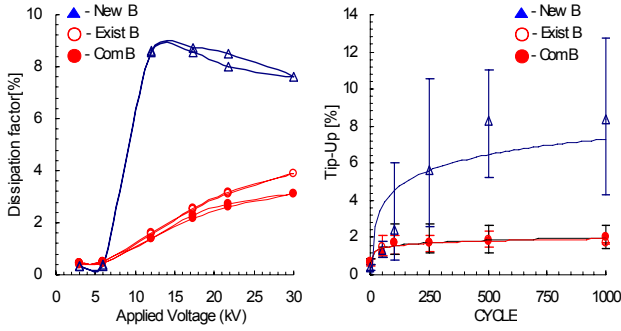 - New B
- Exist B
- Com B
Dissipation factor[%]
10
8
6
4
2
0
0
5
10
15
20
25
30
Applied Voltage (kV)
- New B
- Exist B
- Com B
Tip-Up [%]
14
12
10
8
6
4
2
0
0
250
500
750
1000
CYCLE